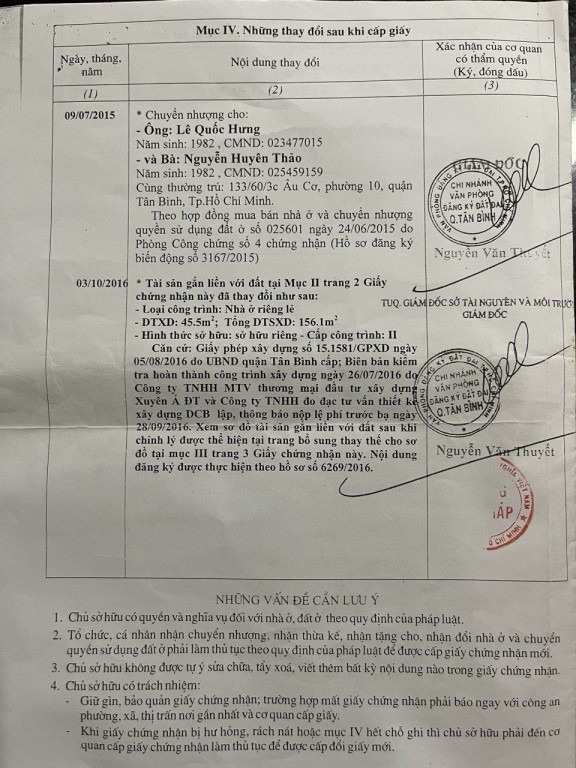 Mục IV. Những thay đổi sau khi cấp giấy
Ngày, tháng, năm
Nội dung thay đổi
Xác nhận của cơ quan có thẩm quyền (Ký, đóng dấu)
(1)
(2)
(3)
09/07/2015
* Chuyển nhượng cho:
- Ông: Lê Quốc Hưng
Năm sinh: 1982 , CMND: 023477015
- và Bà: Nguyễn Huyên Thảo
Năm sinh: 1982 , CMND: 025459159
Cùng thường trú: 133/60/3c Âu Cơ, phường 10, quận
Tân Bình, Tp.Hồ Chí Minh.
Theo hợp đồng mua bán nhà ở và chuyển nhượng
quyền sử dụng đất ở số 025601 ngày 24/06/2015 do
Phòng Công chứng số 4 chứng nhận (Hồ sơ đăng ký
biến động số 3167/2015)
CHI NHÁNH
VĂN PHÒNG
ĐĂNG KÝ ĐẤT ĐAI
Q.TÂN BÌNH
Nguyễn Văn Thuyết
03/10/2016
* Tài sản gắn liền với đất tại Mục II trang 2 Giấy
chứng nhận này đã thay đổi như sau:
- Loại công trình: Nhà ở riêng lẻ
- DTXD: 45.5m²; Tổng DTSXD: 156.1m²
- Hình thức sở hữu: sở hữu riêng - Cấp công trình: II
Căn cứ: Giấy phép xây dựng số 15.1581/GPXD ngày
05/08/2016 do UBND quận Tân Bình cấp; Biên bản kiểm
tra hoàn thành công trình xây dựng ngày 26/07/2016 do
Công ty TNHH MTV thương mại đầu tư xây dựng
Xuyên Á ĐT và Công ty TNHH đo đạc tư vấn thiết kế
xây dựng DCB lập, thông báo nộp lệ phí trước bạ ngày
28/09/2016. Xem sơ đồ tài sản gắn liền với đất sau khi
chỉnh lý được thể hiện tại trang bổ sung thay thế cho sơ
đồ tại mục III trang 3 Giấy chứng nhận này. Nội dung
đăng ký được thực hiện theo hồ sơ số 6269/2016.
TUQ. GIÁM ĐỐC SỞ TÀI NGUYÊN VÀ MÔI TRƯỜ
GIÁM ĐỐC
CHI NHÁNH
VĂN PHÒNG
ĐĂNG KÝ ĐẤT ĐAI
Q.TÂN BÌNH
Nguyễn Văn Thuyết
NHỮNG VẤN ĐỀ CẦN LƯU Ý
1. Chủ sở hữu có quyền và nghĩa vụ đối với nhà ở, đất ở theo quy định của pháp luật.
2. Tổ chức, cá nhân nhận chuyển nhượng, nhận thừa kế, nhận tặng cho, nhận đổi nhà ở và chuyển
quyền sử dụng đất ở phải làm thủ tục theo quy định của pháp luật để được cấp giấy chứng nhận mới.
3. Chủ sở hữu không được tự ý sửa chữa, tẩy xoá, viết thêm bất kỳ nội dung nào trong giấy chứng nhận.
4. Chủ sở hữu có trách nhiệm:
- Giữ gìn, bảo quản giấy chứng nhận; trường hợp mất giấy chứng nhận phải báo ngay với công an
phường, xã, thị trấn nơi gần nhất và cơ quan cấp giấy.
- Khi giấy chứng nhận bị hư hỏng, rách nát hoặc mục IV hết chỗ ghi thì chủ sở hữu phải đến cơ
quan cấp giấy chứng nhận làm thủ tục để được cấp đổi giấy mới.